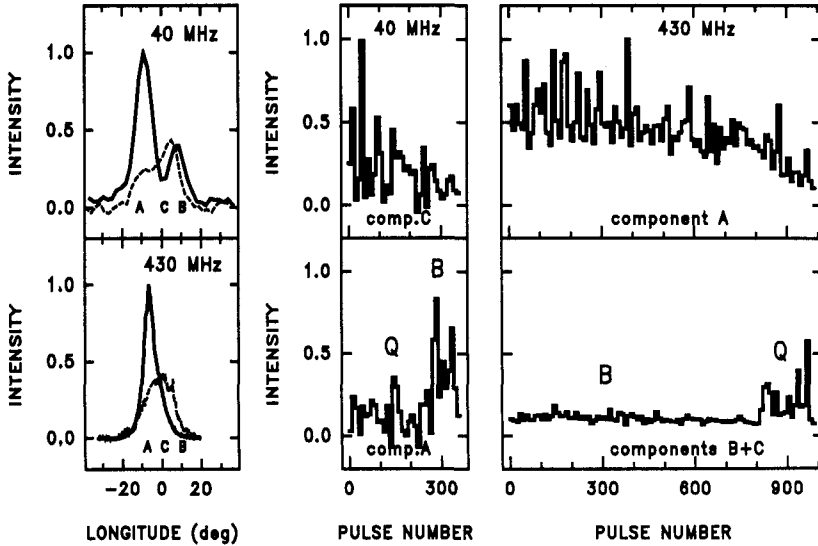 40 MHz
INTENSITY
1.0
0.5
0.0
A C B
430 MHz
INTENSITY
1.0
0.5
0.0
A C B
−20 0 20
LONGITUDE (deg)
40 MHz
INTENSITY
1.0
0.5
0.0
comp.C
INTENSITY
1.0
0.5
0.0
Q
B
comp.A
0 300
PULSE NUMBER
430 MHz
component A
B
Q
components B+C
0 300 600 900
PULSE NUMBER